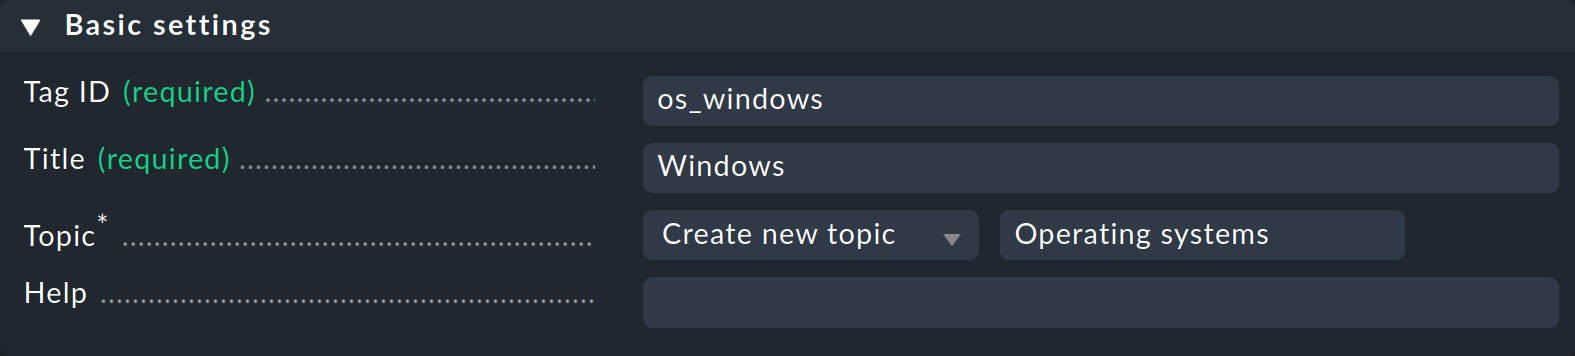 Basic settings
Tag ID (required) os_windows
Title (required) Windows
Topic* Create new topic Operating systems
Help